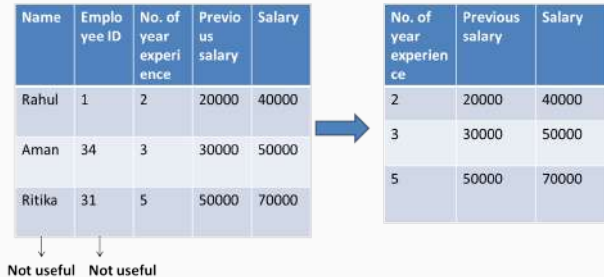 Name Emplo No. of Previo Salary
yee ID year us
experi salary
ence
Rahul 1 2 20000 40000
Aman 34 3 30000 50000
Ritika 31 5 50000 70000
Not useful Not useful
No. of Previous Salary
year salary
experien
ce
2 20000 40000
3 30000 50000
5 50000 70000